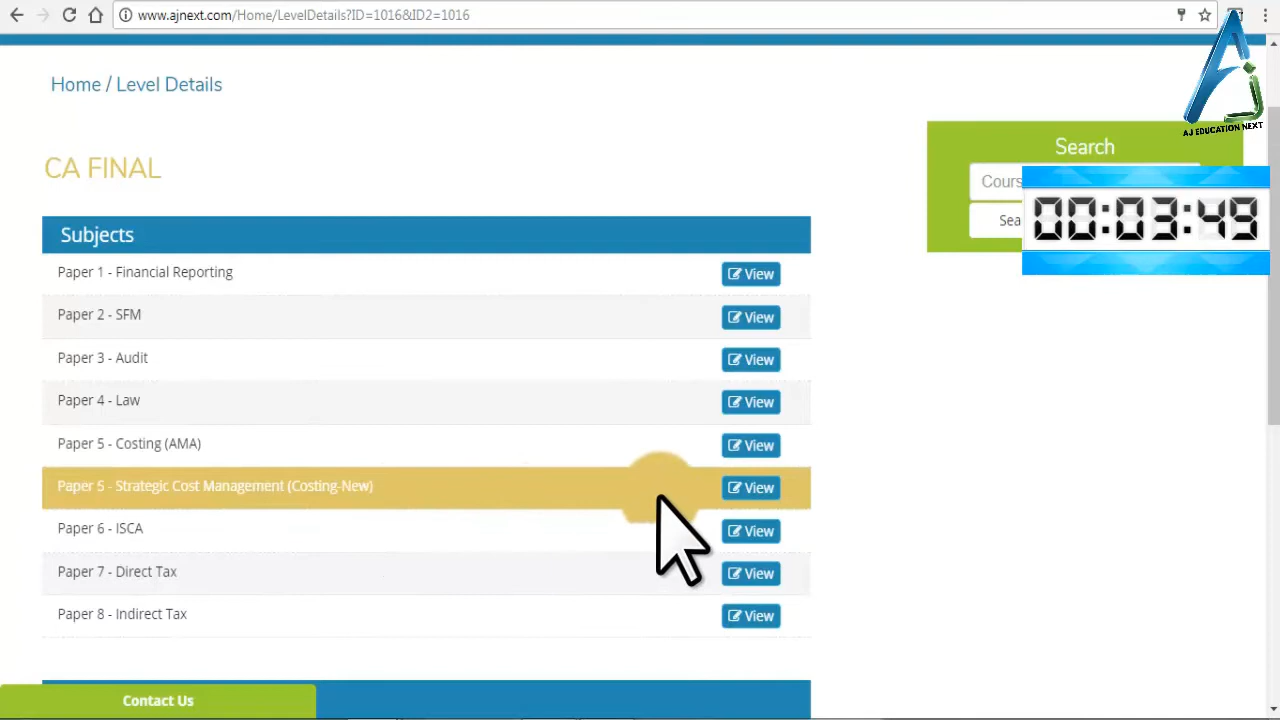 www.ajnext.com/Home/LevelDetails?ID=1016&ID2=1016
AJ EDUCATION NEXT
Home / Level Details
Search
CA FINAL
Cours
00:03:49
Sea
Subjects
Paper 1 - Financial Reporting
View
Paper 2 - SFM
View
Paper 3 - Audit
View
Paper 4 - Law
View
Paper 5 - Costing (AMA)
View
Paper 5 - Strategic Cost Management (Costing-New)
View
Paper 6 - ISCA
View
Paper 7 - Direct Tax
View
Paper 8 - Indirect Tax
View
Contact Us